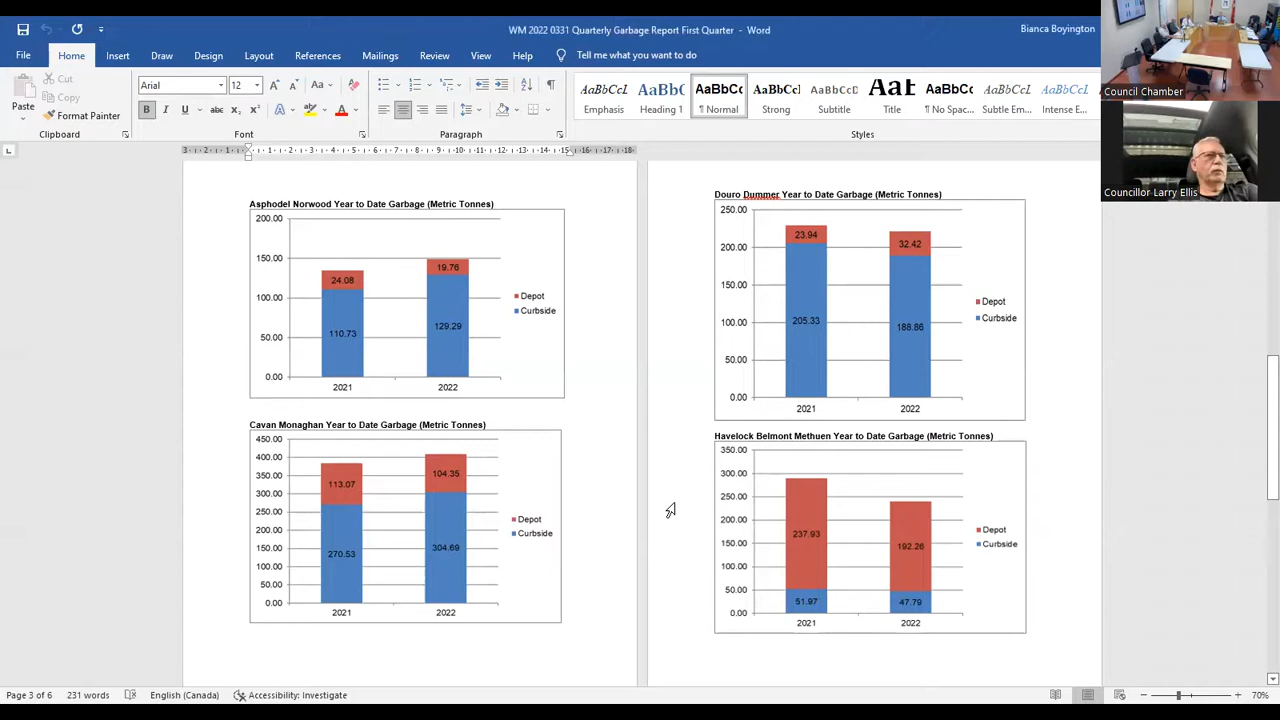 WM 2022 0331 Quarterly Garbage Report First Quarter - Word
Bianca Boyington
File Home Insert Draw Design Layout References Mailings Review View Help Tell me what you want to do
Paste
Cut
Copy
Format Painter
Clipboard
Arial 12
Font
Paragraph
AaBbCcI Emphasis
AaBbC Heading 1
AaBbCc ¶ Normal
AaBbCcI Strong
AaBbCcI Subtitle
Aab Title
AaBbCc ¶ No Spac...
AaBbCcI Subtle Em...
AaBbCcI Intense E...
Styles
Council Chamber
Councillor Larry Ellis
Asphodel Norwood Year to Date Garbage (Metric Tonnes)
200.00
150.00
100.00
50.00
0.00
24.08
110.73
19.76
129.29
2021 2022
Depot
Curbside
Cavan Monaghan Year to Date Garbage (Metric Tonnes)
450.00
400.00
350.00
300.00
250.00
200.00
150.00
100.00
50.00
0.00
113.07
270.53
104.35
304.69
2021 2022
Depot
Curbside
Douro Dummer Year to Date Garbage (Metric Tonnes)
250.00
200.00
150.00
100.00
50.00
0.00
23.94
205.33
32.42
188.86
2021 2022
Depot
Curbside
Havelock Belmont Methuen Year to Date Garbage (Metric Tonnes)
350.00
300.00
250.00
200.00
150.00
100.00
50.00
0.00
237.93
51.97
192.26
47.79
2021 2022
Depot
Curbside
Page 3 of 6 231 words English (Canada) Accessibility: Investigate 70%